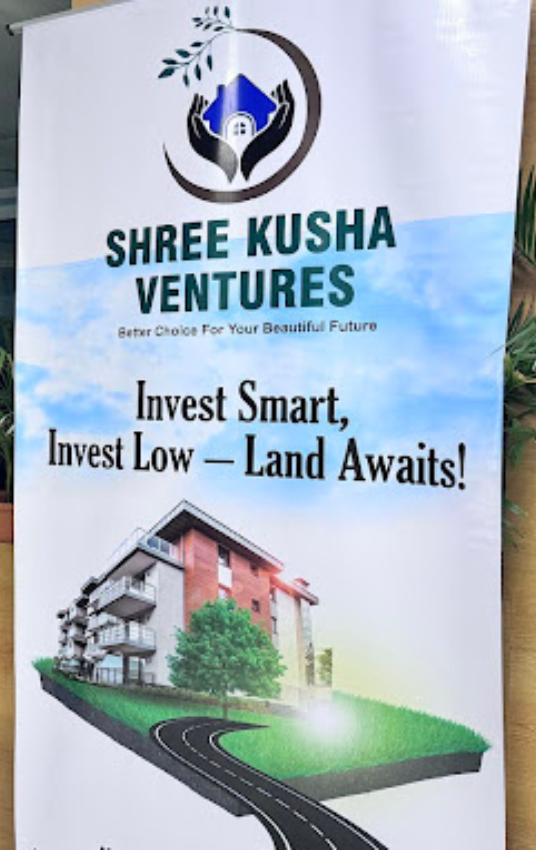 SHREE KUSHA
VENTURES
Better Choice For Your Beautiful Future
Invest Smart,
Invest Low – Land Awaits!